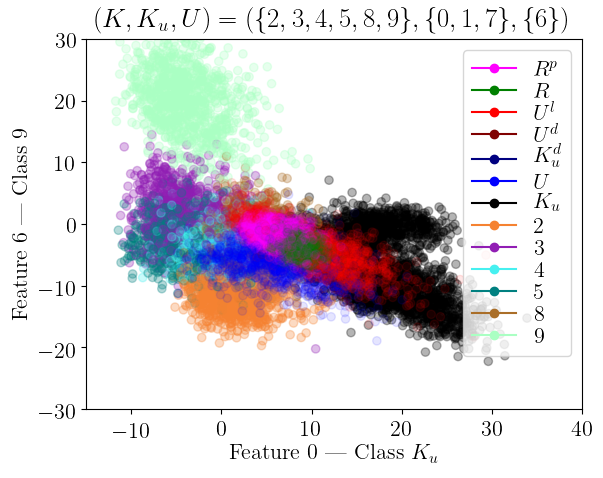 (K, K_u, U) = ({2, 3, 4, 5, 8, 9}, {0, 1, 7}, {6})
30
20
10
0
−10
−20
−30
Feature 6 — Class 9
−10
0
10
20
30
40
Feature 0 — Class K_u
R^p
R
U^l
U^d
K_u^d
U
K_u
2
3
4
5
8
9